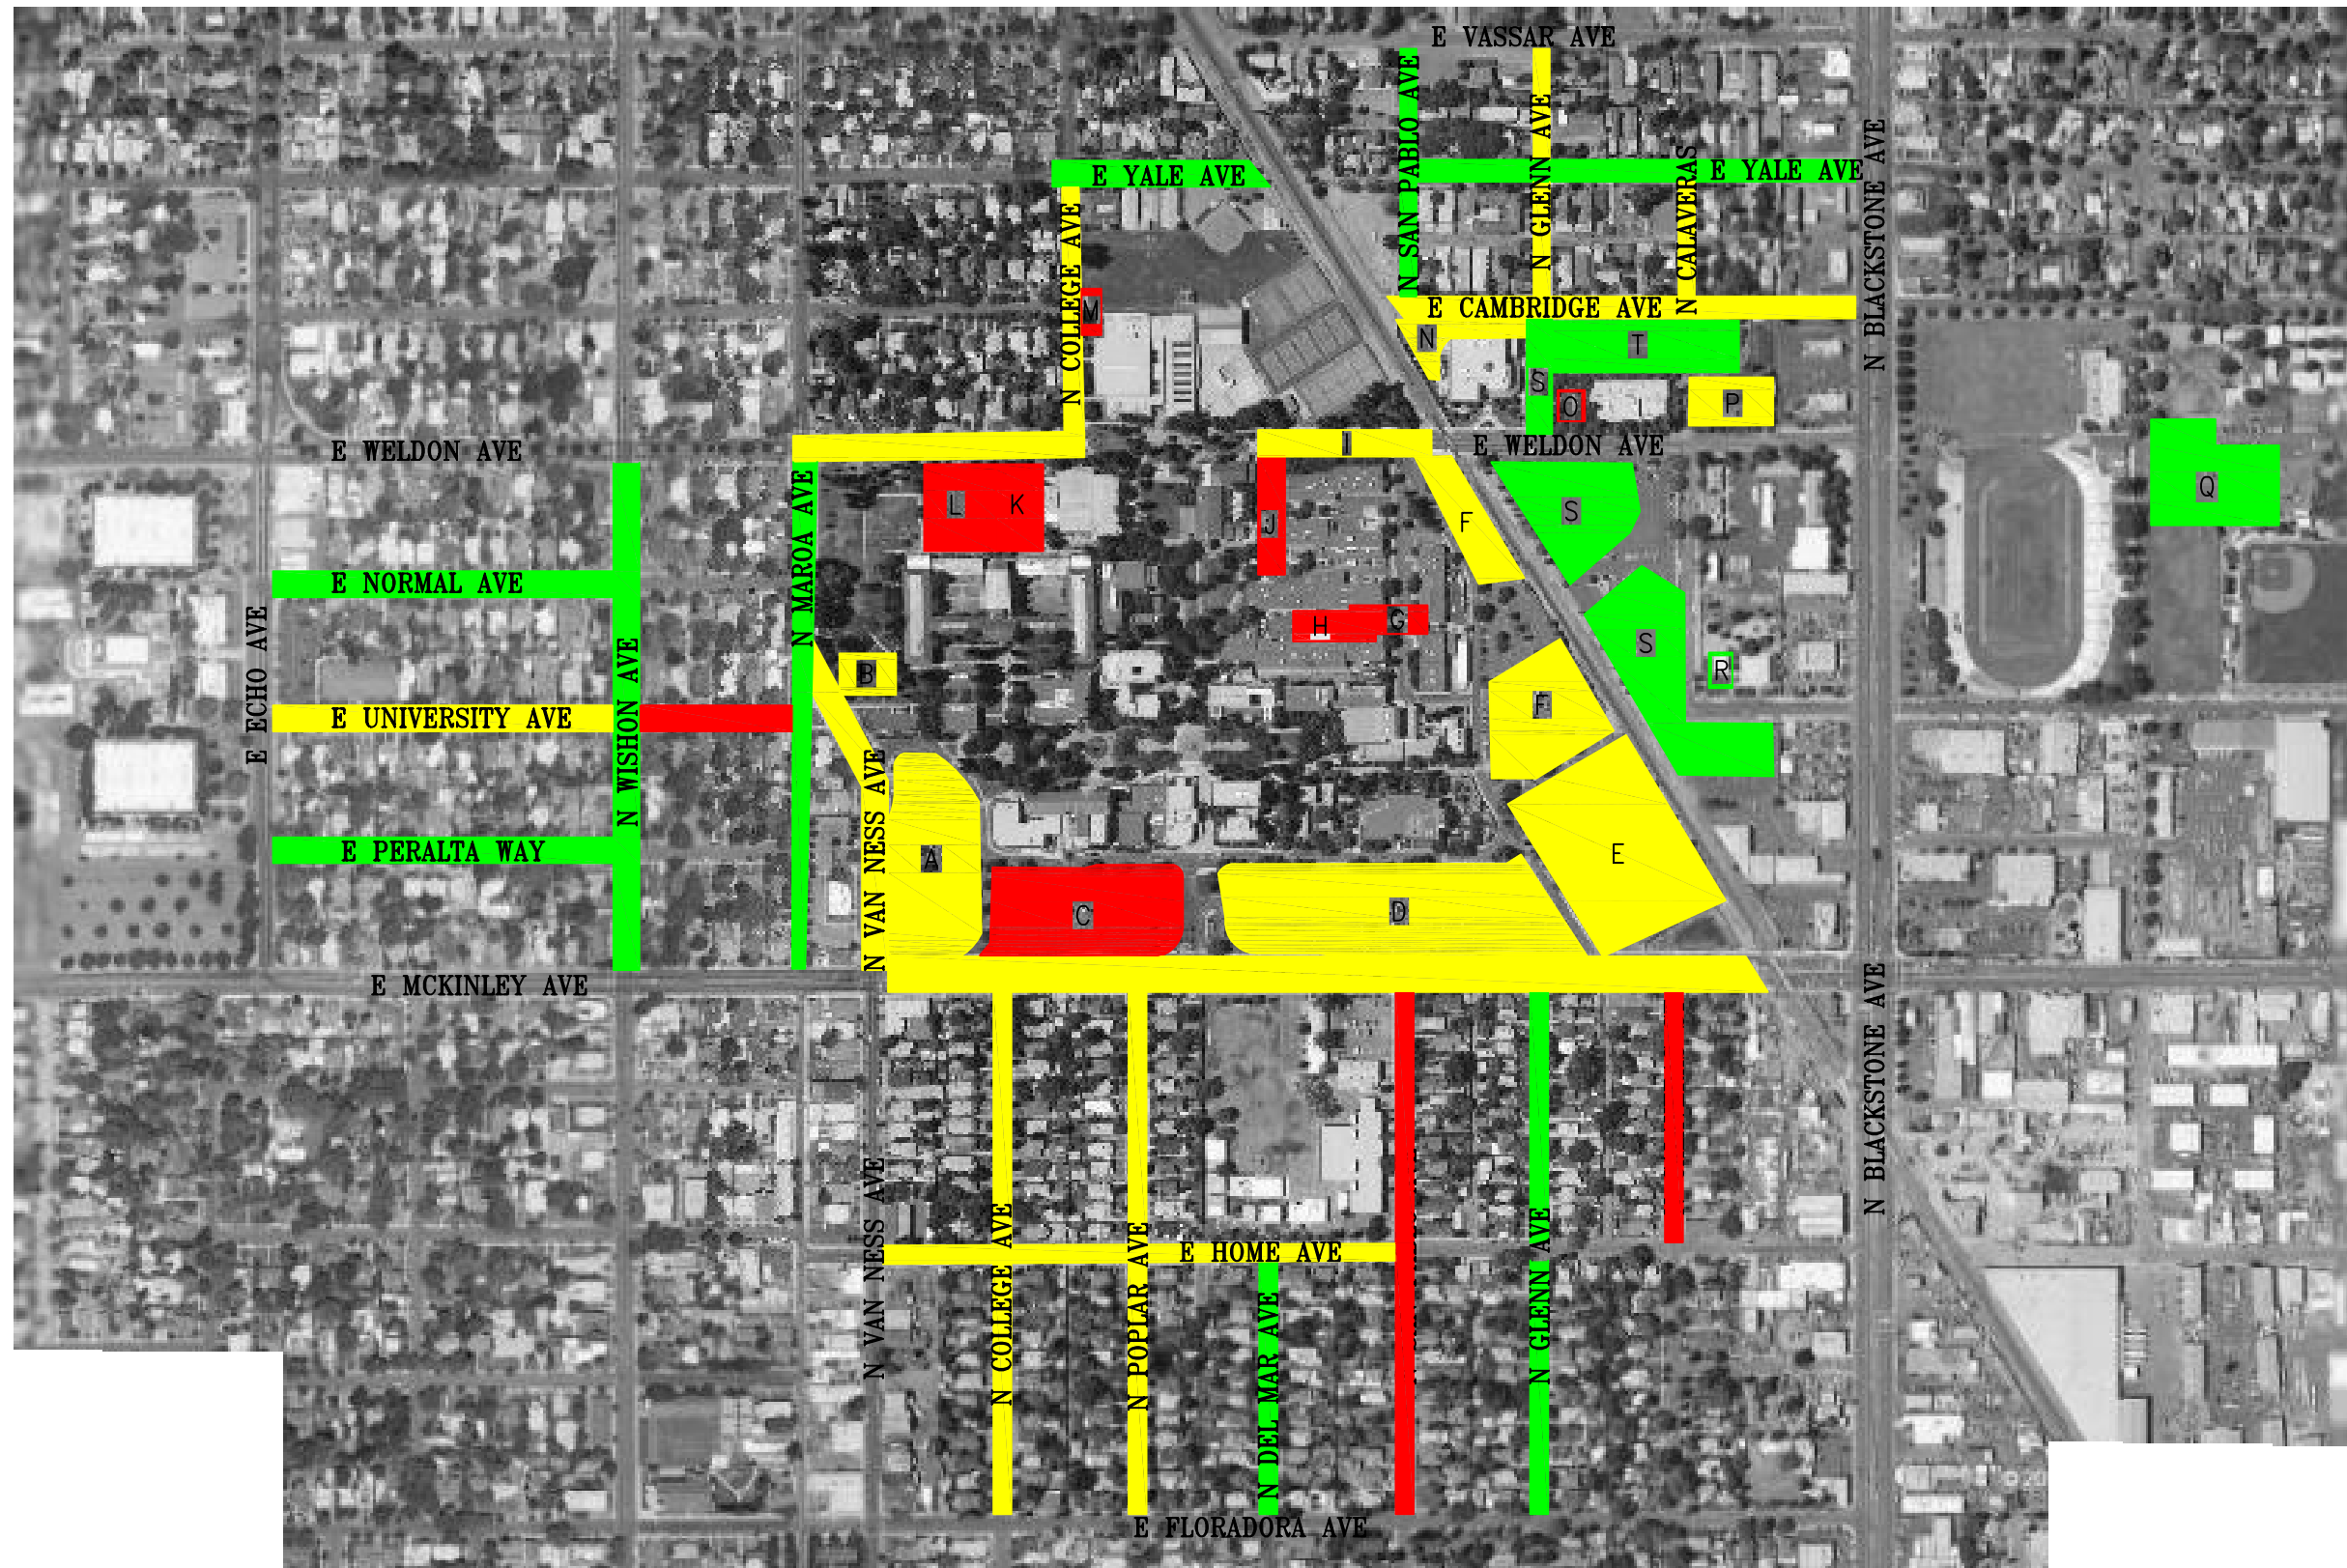 E VASSAR AVE
N SAN PABLO AVE
N GLENN AVE
N CALAVERAS
N BLACKSTONE AVE
E YALE AVE
E YALE AVE
N COLLEGE AVE
M
E CAMBRIDGE AVE
N
T
S
O
P
E WELDON AVE
I
E WELDON AVE
L
K
J
F
S
Q
N MAROA AVE
E NORMAL AVE
H
G
S
R
B
E ECHO AVE
N WISHON AVE
E UNIVERSITY AVE
F
N VAN NESS AVE
A
E PERALTA WAY
E
C
D
E MCKINLEY AVE
N BLACKSTONE AVE
N VAN NESS AVE
N COLLEGE AVE
N POPLAR AVE
E HOME AVE
N DEL MAR AVE
N GLENN AVE
E FLORADORA AVE